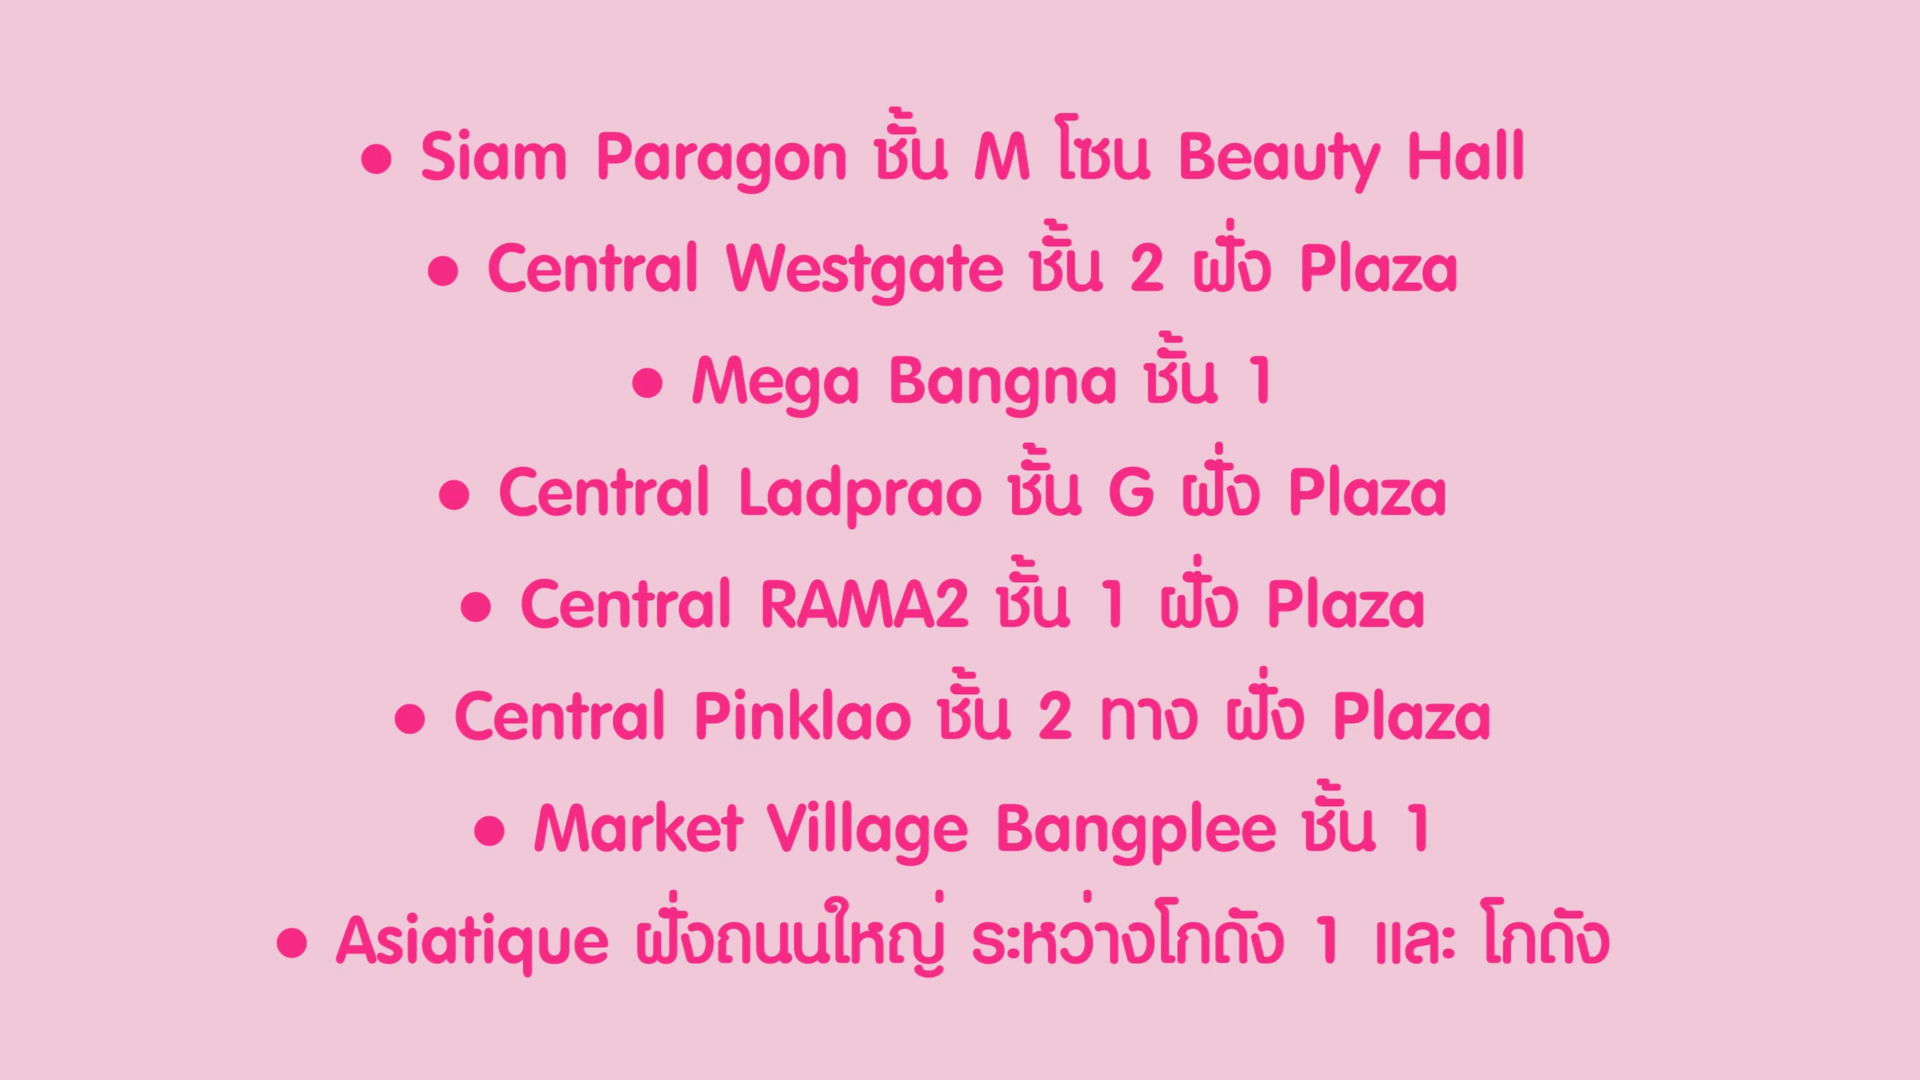 • Siam Paragon ชั้น M โซน Beauty Hall
• Central Westgate ชั้น 2 ฝั่ง Plaza
• Mega Bangna ชั้น 1
• Central Ladprao ชั้น G ฝั่ง Plaza
• Central RAMA2 ชั้น 1 ฝั่ง Plaza
• Central Pinklao ชั้น 2 ทาง ฝั่ง Plaza
• Market Village Bangplee ชั้น 1
• Asiatique ฝั่งถนนใหญ่ ระหว่างโกดัง 1 และ โกดัง